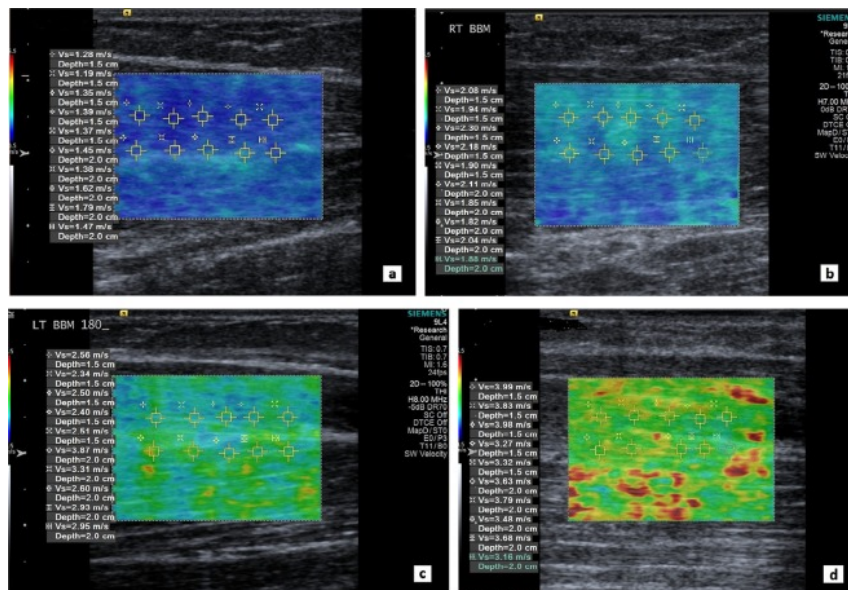 Vs=1.28 m/s
Depth=1.5 cm
Vs=1.19 m/s
Depth=1.5 cm
Vs=1.35 m/s
Depth=1.5 cm
Vs=1.39 m/s
Depth=1.5 cm
Vs=1.37 m/s
Depth=1.5 cm
Vs=1.45 m/s
Depth=2.0 cm
Vs=1.38 m/s
Depth=2.0 cm
Vs=1.62 m/s
Depth=2.0 cm
Vs=1.79 m/s
Depth=2.0 cm
Vs=1.47 m/s
Depth=2.0 cm
a
RT BBM
Vs=2.08 m/s
Depth=1.5 cm
Vs=1.94 m/s
Depth=1.5 cm
Vs=2.30 m/s
Depth=1.5 cm
Vs=2.18 m/s
Depth=1.5 cm
Vs=1.90 m/s
Depth=1.5 cm
Vs=2.11 m/s
Depth=2.0 cm
Vs=1.85 m/s
Depth=2.0 cm
Vs=1.82 m/s
Depth=2.0 cm
Vs=2.04 m/s
Depth=2.0 cm
Vs=1.88 m/s
Depth=2.0 cm
b
LT BBM 180_
Vs=2.56 m/s
Depth=1.5 cm
Vs=2.34 m/s
Depth=1.5 cm
Vs=2.50 m/s
Depth=1.5 cm
Vs=2.40 m/s
Depth=1.5 cm
Vs=2.51 m/s
Depth=1.5 cm
Vs=3.87 m/s
Depth=2.0 cm
Vs=3.31 m/s
Depth=2.0 cm
Vs=2.60 m/s
Depth=2.0 cm
Vs=2.93 m/s
Depth=2.0 cm
Vs=2.95 m/s
Depth=2.0 cm
SIEMENS
9L4
*Research
General
TIS: 0.7
TIB: 0.7
MI: 1.6
24fps
2D-100%
THI
H8.00 MHz
-6dB DR70
SC Off
DTCE Off
MapD/ST0
E0/P3
T11/B0
SW Velocity
c
Vs=3.99 m/s
Depth=1.5 cm
Vs=3.83 m/s
Depth=1.5 cm
Vs=3.98 m/s
Depth=1.5 cm
Vs=3.27 m/s
Depth=1.5 cm
Vs=3.32 m/s
Depth=1.5 cm
Vs=3.63 m/s
Depth=2.0 cm
Vs=3.79 m/s
Depth=2.0 cm
Vs=3.48 m/s
Depth=2.0 cm
Vs=3.68 m/s
Depth=2.0 cm
Vs=3.16 m/s
Depth=2.0 cm
d